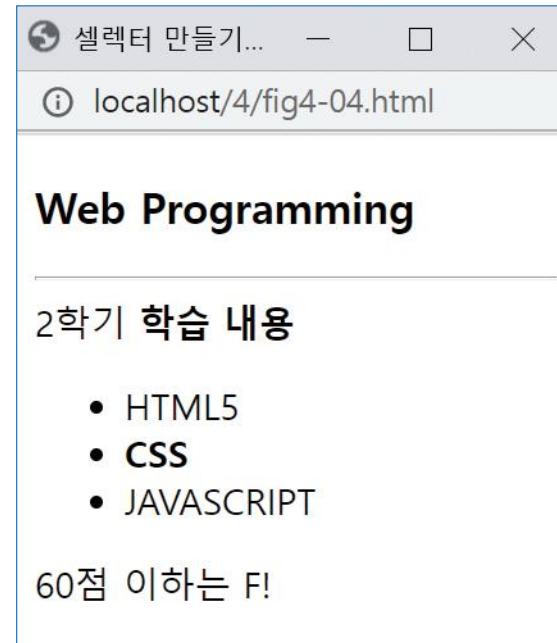 셀렉터 만들기...
localhost/4/fig4-04.html
Web Programming
2학기 학습 내용
HTML5
CSS
JAVASCRIPT
60점 이하는 F!